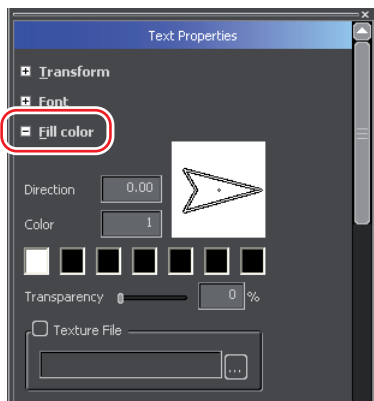 Text Properties
Transform
Font
Fill color
Direction 0.00
Color 1
Transparency 0 %
Texture File
...